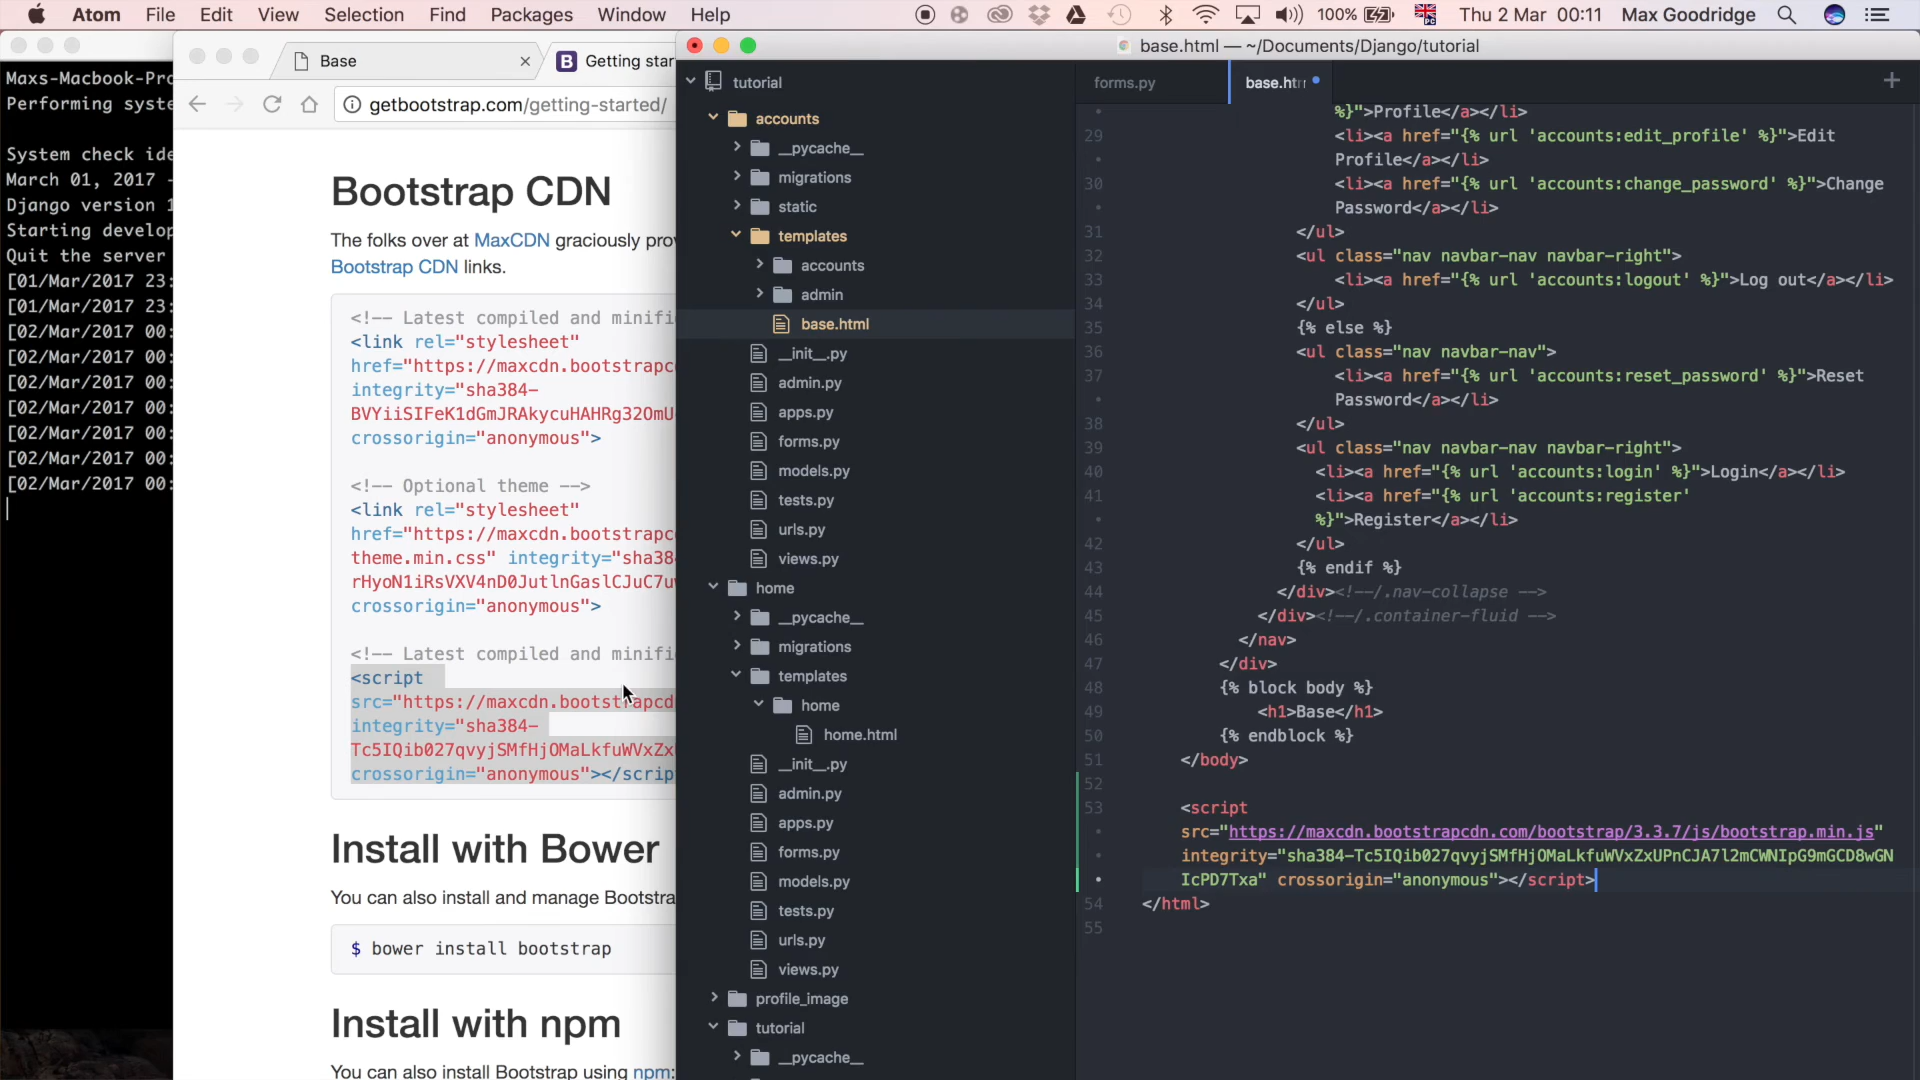 Atom File Edit View Selection Find Packages Window Help 100% Thu 2 Mar 00:11 Max Goodridge
Maxs-Macbook-Pro
Performing syste
System check ide
March 01, 2017 -
Django version 1
Starting develop
Quit the server
[01/Mar/2017 23:
[01/Mar/2017 23:
[02/Mar/2017 00:
[02/Mar/2017 00:
[02/Mar/2017 00:
[02/Mar/2017 00:
[02/Mar/2017 00:
[02/Mar/2017 00:
[02/Mar/2017 00:
Base
Getting star
getbootstrap.com/getting-started/
Bootstrap CDN
The folks over at MaxCDN graciously prov
Bootstrap CDN links.
<!-- Latest compiled and minifi
<link rel="stylesheet"
href="https://maxcdn.bootstrapc
integrity="sha384-
BVYiiSIFeK1dGmJRAkycuHAHRg32OmU
crossorigin="anonymous">
<!-- Optional theme -->
<link rel="stylesheet"
href="https://maxcdn.bootstrapc
theme.min.css" integrity="sha38
rHyoN1iRsVXV4nD0JutlnGaslCJuC7u
crossorigin="anonymous">
<!-- Latest compiled and minifi
<script
src="https://maxcdn.bootstrapcd
integrity="sha384-
Tc5IQib027qvyjSMfHjOMaLkfuWVxZx
crossorigin="anonymous"></scrip
Install with Bower
You can also install and manage Bootstra
$ bower install bootstrap
Install with npm
You can also install Bootstrap using npm:
base.html — ~/Documents/Django/tutorial
tutorial
accounts
__pycache__
migrations
static
templates
accounts
admin
base.html
__init__.py
admin.py
apps.py
forms.py
models.py
tests.py
urls.py
views.py
home
__pycache__
migrations
templates
home
home.html
__init__.py
admin.py
apps.py
forms.py
models.py
tests.py
urls.py
views.py
profile_image
tutorial
__pycache__
forms.py
base.htm
%}">Profile</a></li>
29 <li><a href="{% url 'accounts:edit_profile' %}">Edit
Profile</a></li>
30 <li><a href="{% url 'accounts:change_password' %}">Change
Password</a></li>
31 </ul>
32 <ul class="nav navbar-nav navbar-right">
33 <li><a href="{% url 'accounts:logout' %}">Log out</a></li>
34 </ul>
35 {% else %}
36 <ul class="nav navbar-nav">
37 <li><a href="{% url 'accounts:reset_password' %}">Reset
Password</a></li>
38 </ul>
39 <ul class="nav navbar-nav navbar-right">
40 <li><a href="{% url 'accounts:login' %}">Login</a></li>
41 <li><a href="{% url 'accounts:register'
%}">Register</a></li>
42 </ul>
43 {% endif %}
44 </div><!--/.nav-collapse -->
45 </div><!--/.container-fluid -->
46 </nav>
47 </div>
48 {% block body %}
49 <h1>Base</h1>
50 {% endblock %}
51 </body>
52
53 <script
src="https://maxcdn.bootstrapcdn.com/bootstrap/3.3.7/js/bootstrap.min.js"
integrity="sha384-Tc5IQib027qvyjSMfHjOMaLkfuWVxZxUPnCJA7l2mCWNIpG9mGCD8wGN
IcPD7Txa" crossorigin="anonymous"></script>
54 </html>
55